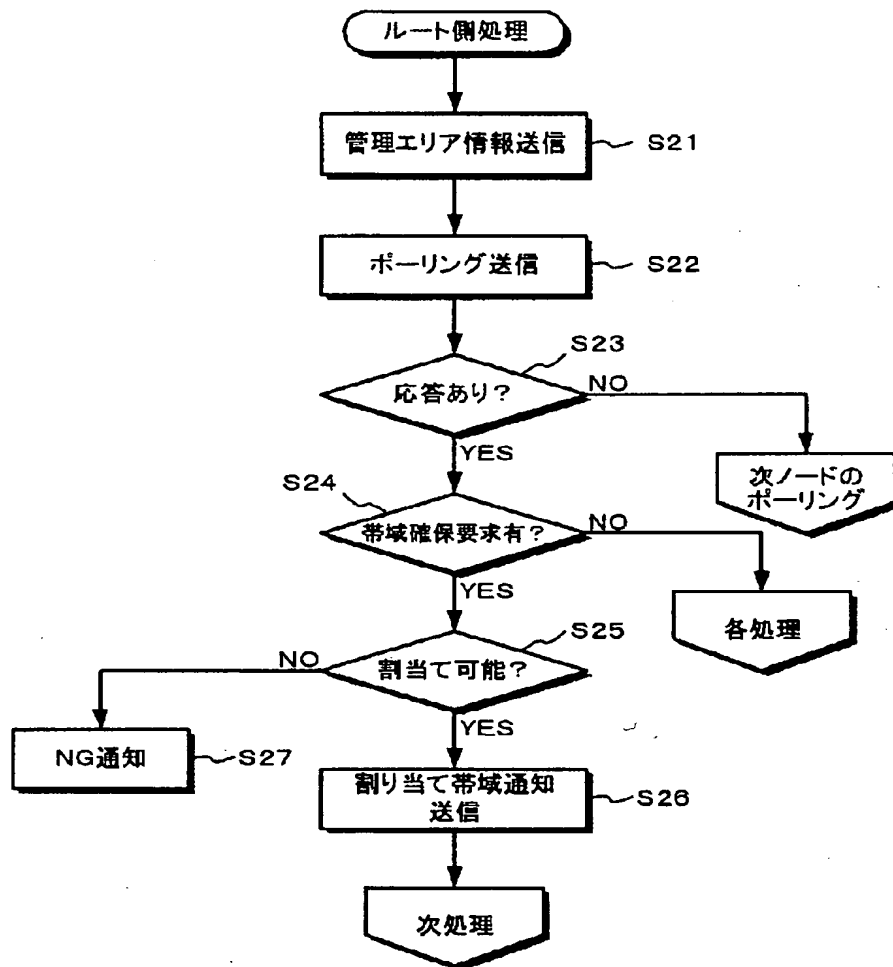 ルート側処理
管理エリア情報送信
S21
ポーリング送信
S22
S23
応答あり?
NO
YES
次ノードの
ポーリング
S24
帯域確保要求有?
NO
YES
各処理
S25
割当て可能?
NO
YES
NG通知
S27
割り当て帯域通知
送信
S26
次処理